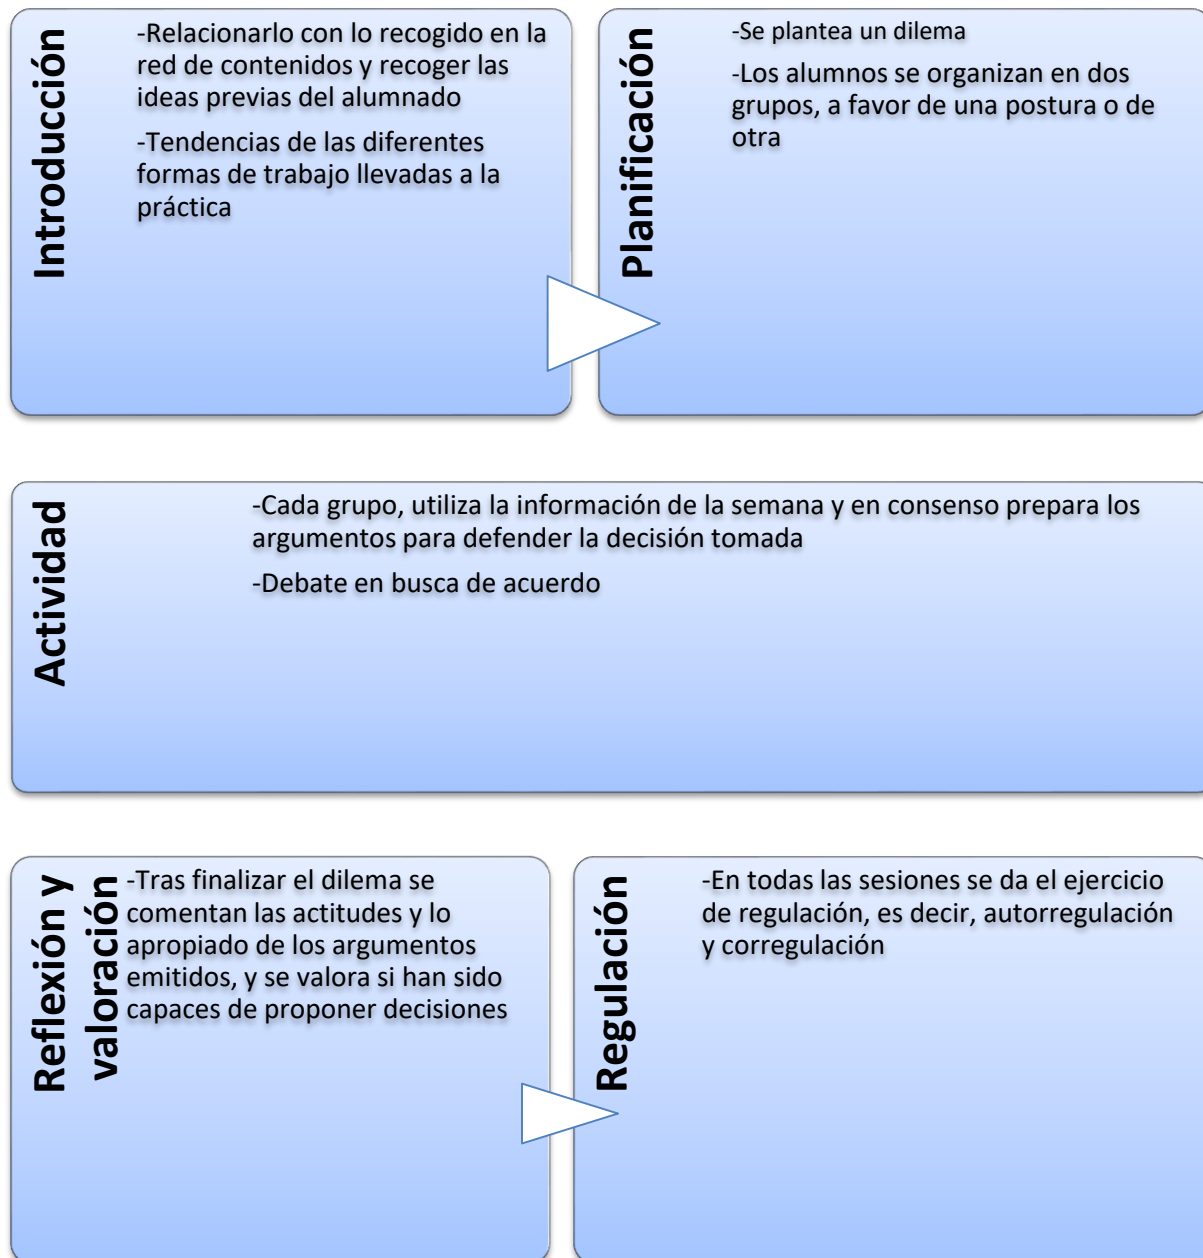 Introducción
-Relacionarlo con lo recogido en la
red de contenidos y recoger las
ideas previas del alumnado
-Tendencias de las diferentes
formas de trabajo llevadas a la
práctica
Planificación
-Se plantea un dilema
-Los alumnos se organizan en dos
grupos, a favor de una postura o de
otra
Actividad
-Cada grupo, utiliza la información de la semana y en consenso prepara los
argumentos para defender la decisión tomada
-Debate en busca de acuerdo
Reflexión y
valoración
-Tras finalizar el dilema se
comentan las actitudes y lo
apropiado de los argumentos
emitidos, y se valora si han sido
capaces de proponer decisiones
Regulación
-En todas las sesiones se da el ejercicio
de regulación, es decir, autorregulación
y corregulación